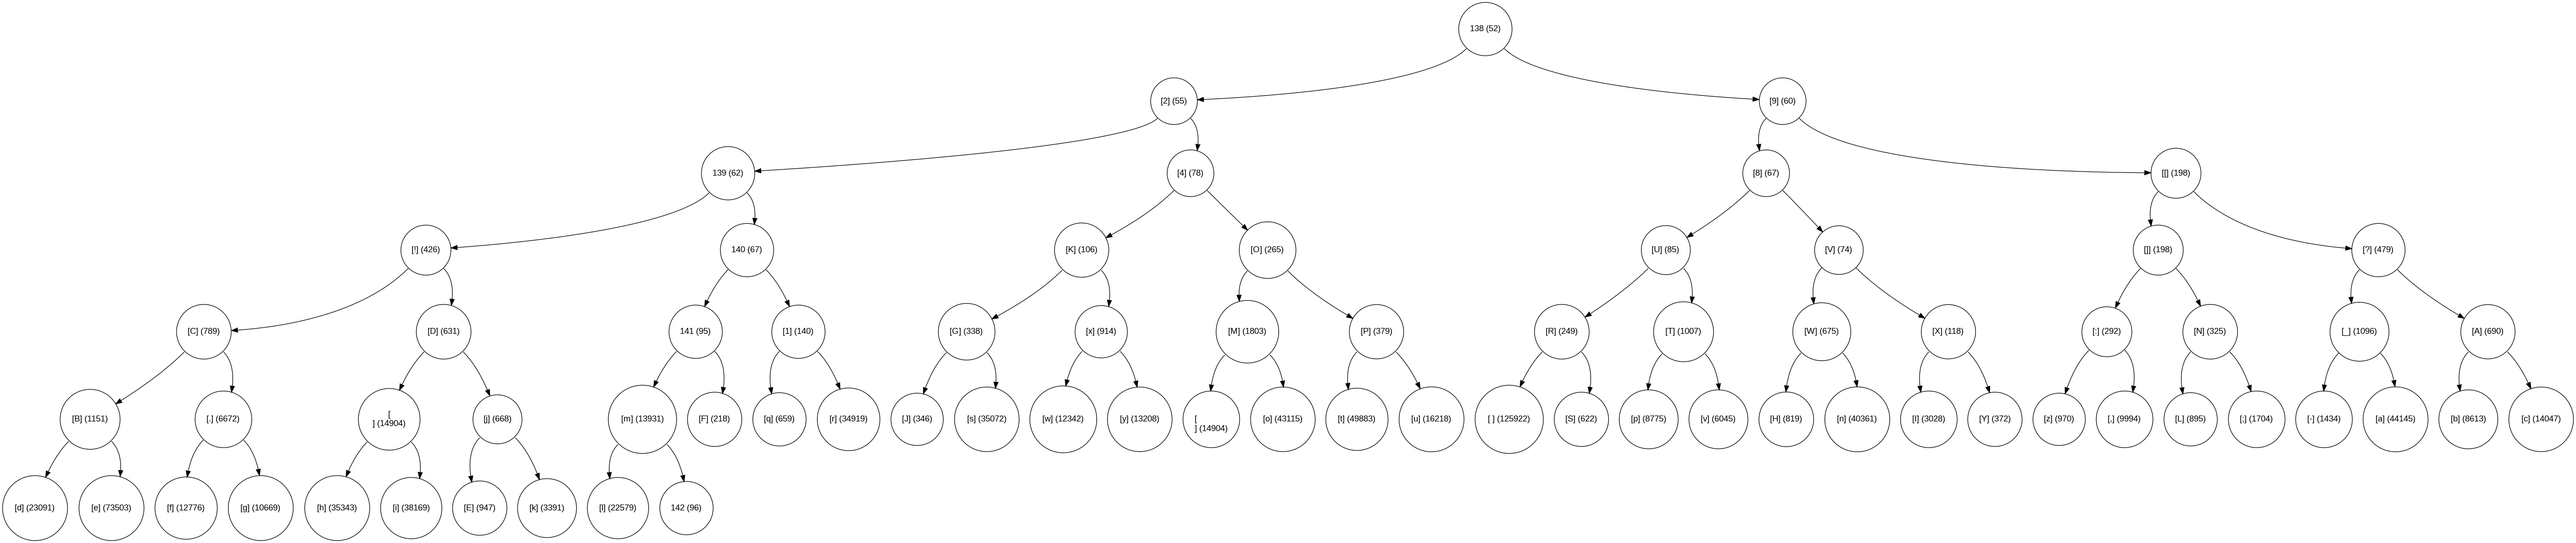 138 (52)
[2] (55)
[9] (60)
139 (62)
[4] (78)
[8] (67)
[[] (198)
[!] (426)
140 (67)
[K] (106)
[O] (265)
[U] (85)
[V] (74)
[]] (198)
[?] (479)
[C] (789)
[D] (631)
141 (95)
[1] (140)
[G] (338)
[x] (914)
[M] (1803)
[P] (379)
[R] (249)
[T] (1007)
[W] (675)
[X] (118)
[:] (292)
[N] (325)
[_] (1096)
[A] (690)
[B] (1151)
[.] (6672)
[
] (14904)
[j] (668)
[m] (13931)
[F] (218)
[q] (659)
[r] (34919)
[J] (346)
[s] (35072)
[w] (12342)
[y] (13208)
[
] (14904)
[o] (43115)
[t] (49883)
[u] (16218)
[ ] (125922)
[S] (622)
[p] (8775)
[v] (6045)
[H] (819)
[n] (40361)
[I] (3028)
[Y] (372)
[z] (970)
[,] (9994)
[L] (895)
[;] (1704)
[-] (1434)
[a] (44145)
[b] (8613)
[c] (14047)
[d] (23091)
[e] (73503)
[f] (12776)
[g] (10669)
[h] (35343)
[i] (38169)
[E] (947)
[k] (3391)
[l] (22579)
142 (96)